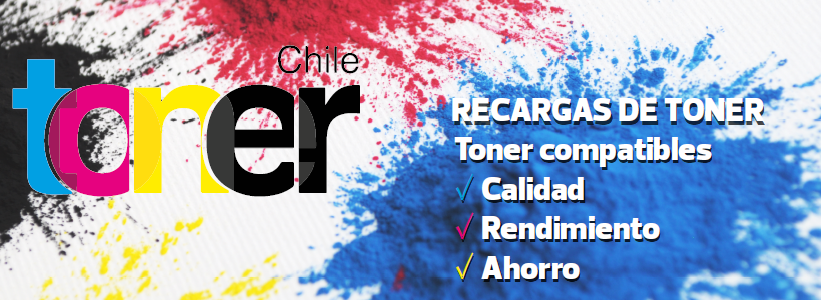 Chile
toner
RECARGAS DE TONER
Toner compatibles
√ Calidad
√ Rendimiento
√ Ahorro